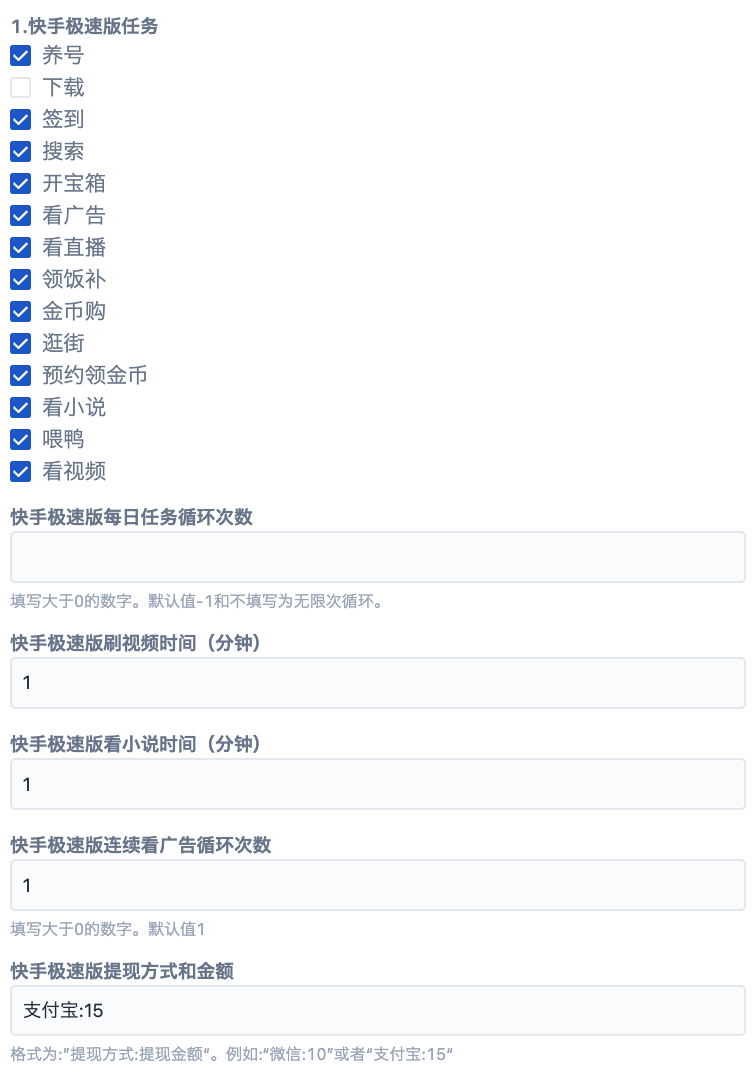 1.快手极速版任务
养号
下载
签到
搜索
开宝箱
看广告
看直播
领饭补
金币购
逛街
预约领金币
看小说
喂鸭
看视频
快手极速版每日任务循环次数
填写大于0的数字。默认值-1和不填写为无限次循环。
快手极速版刷视频时间（分钟）
1
快手极速版看小说时间（分钟）
1
快手极速版连续看广告循环次数
1
填写大于0的数字。默认值1
快手极速版提现方式和金额
支付宝:15
格式为:”提现方式:提现金额“。例如:“微信:10”或者“支付宝:15“